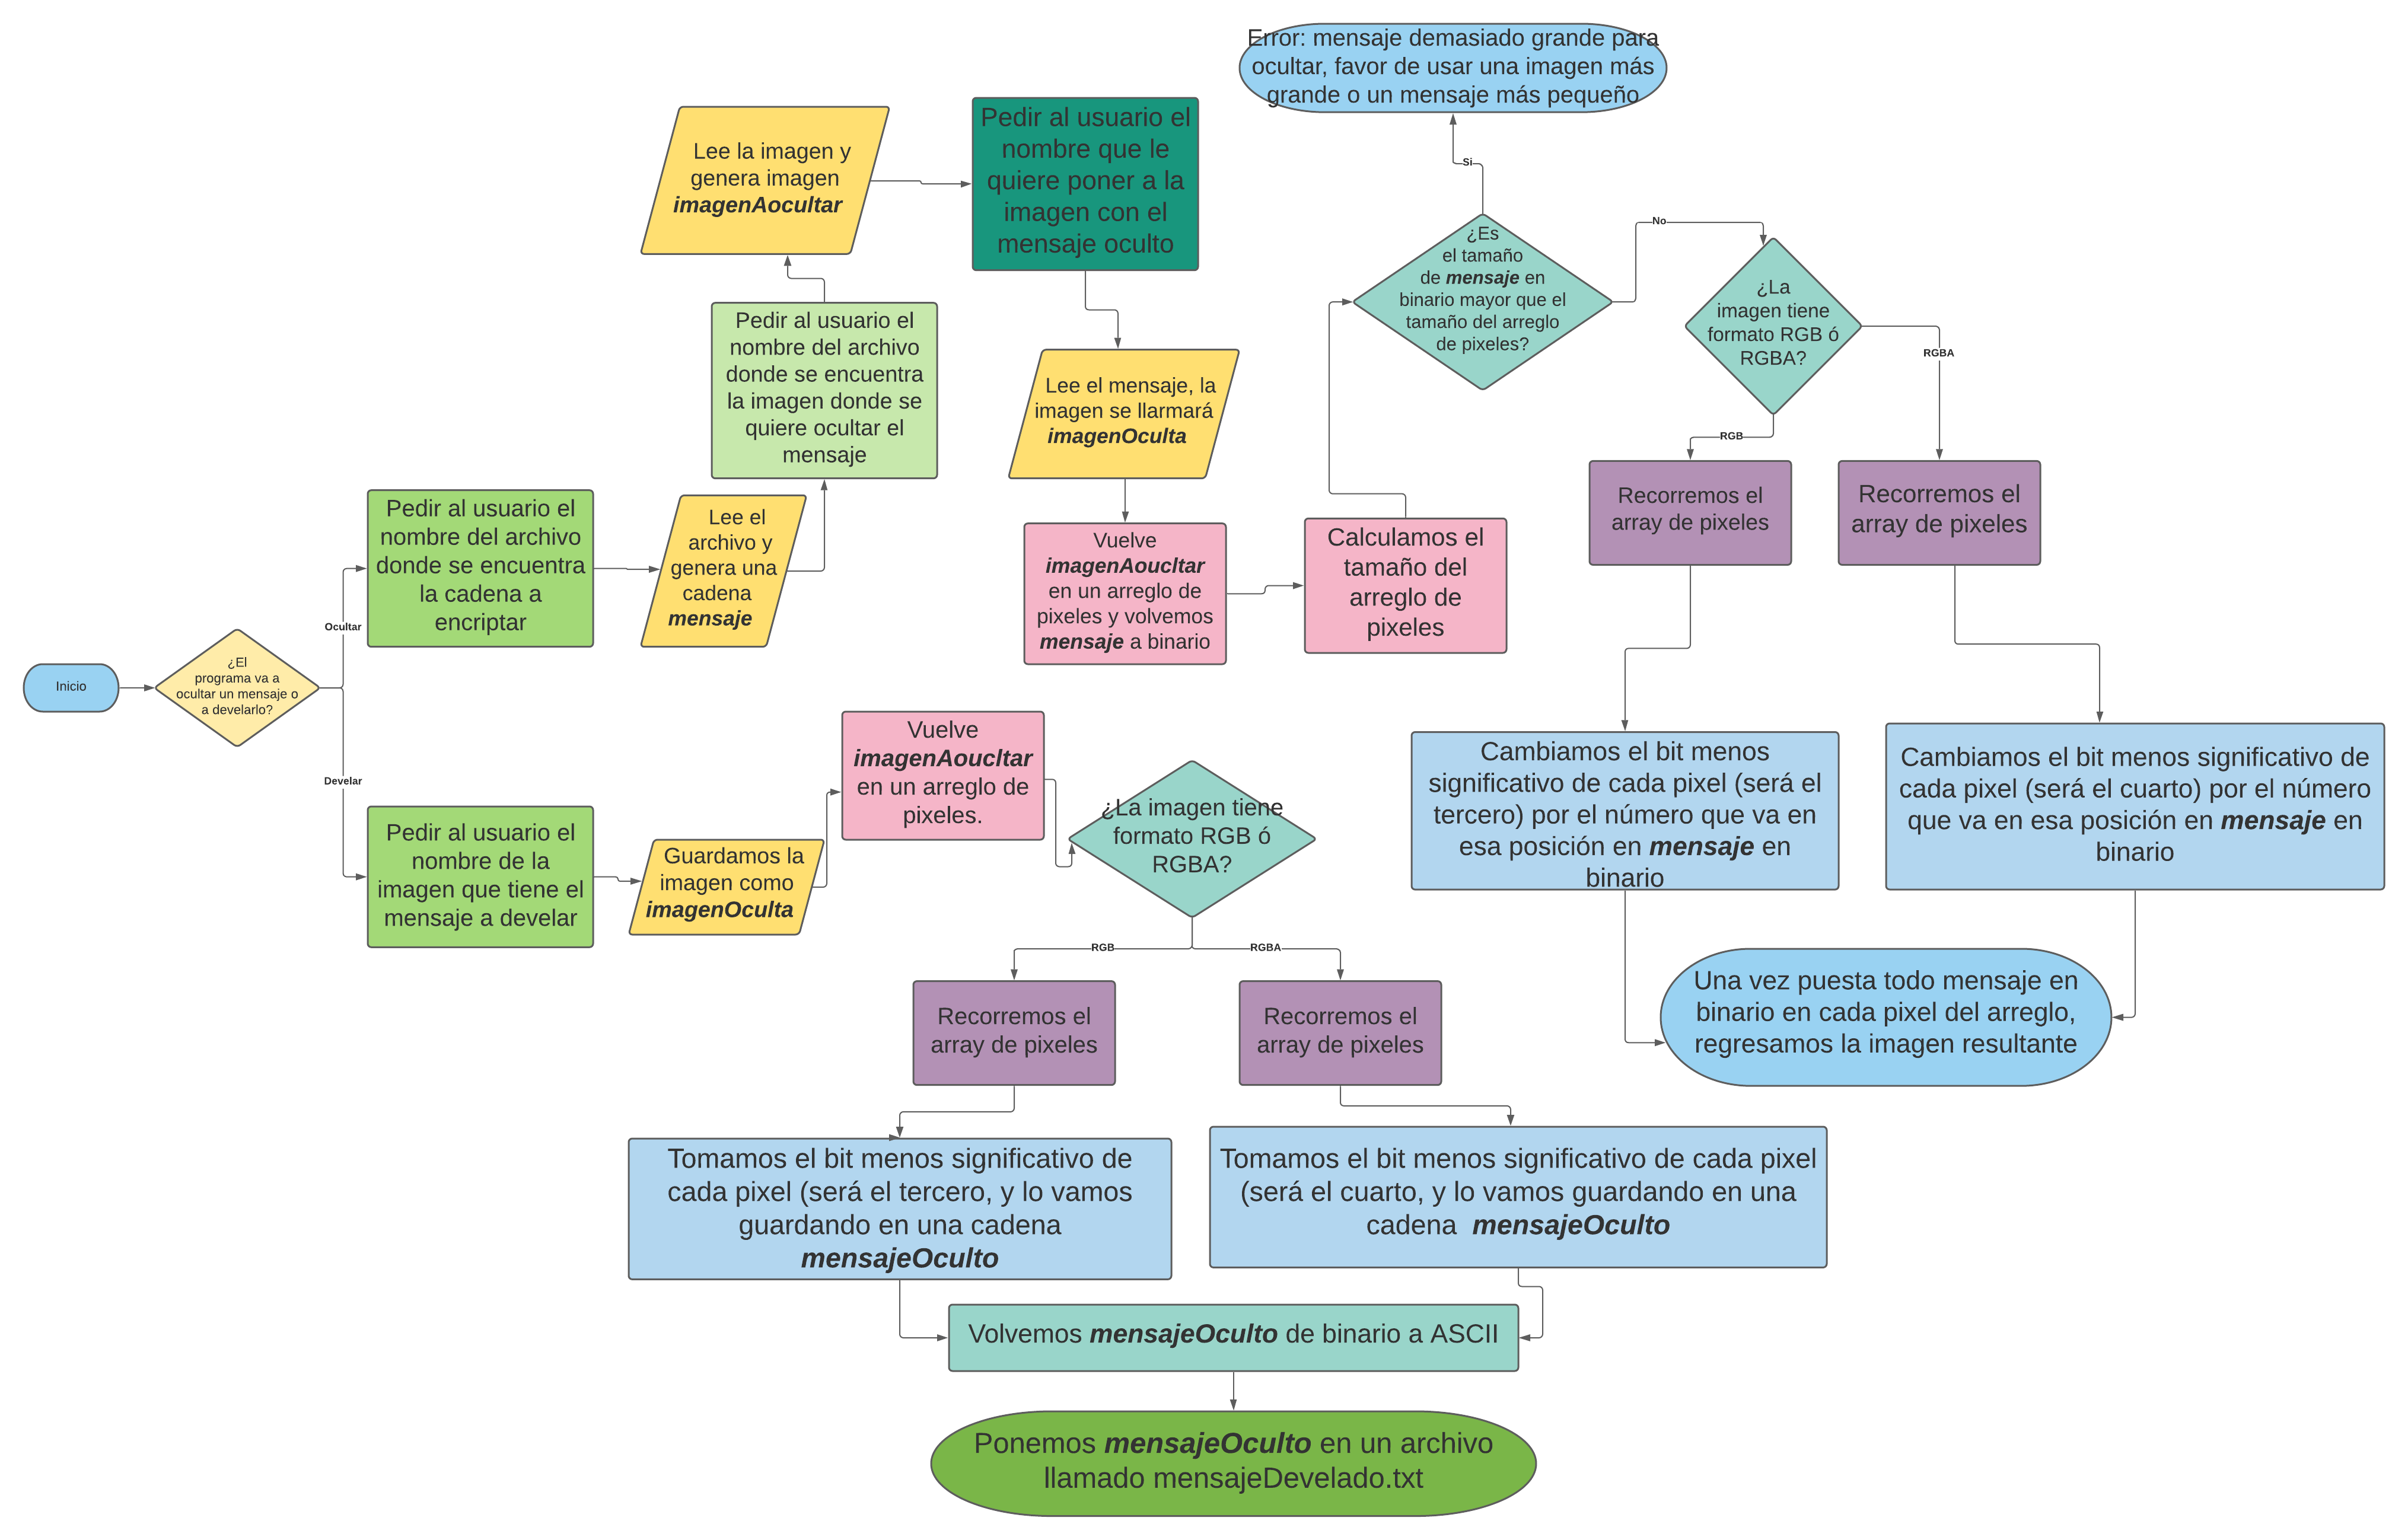 Inicio
¿El
programa va a
ocultar un mensaje o
a develarlo?
Ocultar
Pedir al usuario el
nombre del archivo
donde se encuentra
la cadena a
encriptar
Lee el
archivo y
genera una
cadena
mensaje
Pedir al usuario el
nombre del archivo
donde se encuentra
la imagen donde se
quiere ocultar el
mensaje
Lee la imagen y
genera imagen
imagenAocultar
Pedir al usuario el
nombre que le
quiere poner a la
imagen con el
mensaje oculto
Lee el mensaje, la
imagen se llarmará
imagenOculta
Vuelve
imagenAoucltar
en un arreglo de
pixeles y volvemos
mensaje a binario
Calculamos el
tamaño del
arreglo de
pixeles
¿Es
el tamaño
de mensaje en
binario mayor que el
tamaño del arreglo
de pixeles?
Si
Error: mensaje demasiado grande para
ocultar, favor de usar una imagen más
grande o un mensaje más pequeño
No
¿La
imagen tiene
formato RGB ó
RGBA?
RGB
RGBA
Recorremos el
array de pixeles
Recorremos el
array de pixeles
Cambiamos el bit menos
significativo de cada pixel (será el
tercero) por el número que va en
esa posición en mensaje en
binario
Cambiamos el bit menos significativo de
cada pixel (será el cuarto) por el número
que va en esa posición en mensaje en
binario
Una vez puesta todo mensaje en
binario en cada pixel del arreglo,
regresamos la imagen resultante
Develar
Pedir al usuario el
nombre de la
imagen que tiene el
mensaje a develar
Guardamos la
imagen como
imagenOculta
Vuelve
imagenAoucltar
en un arreglo de
pixeles.
¿La imagen tiene
formato RGB ó
RGBA?
RGB
RGBA
Recorremos el
array de pixeles
Recorremos el
array de pixeles
Tomamos el bit menos significativo de
cada pixel (será el tercero, y lo vamos
guardando en una cadena
mensajeOculto
Tomamos el bit menos significativo de cada pixel
(será el cuarto, y lo vamos guardando en una
cadena mensajeOculto
Volvemos mensajeOculto de binario a ASCII
Ponemos mensajeOculto en un archivo
llamado mensajeDevelado.txt